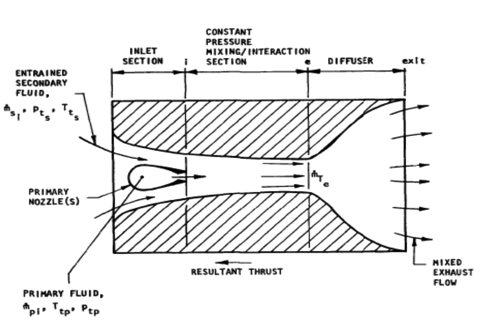 CONSTANT
PRESSURE
INLET MIXING/INTERACTION
SECTION i SECTION e DIFFUSER exit
ENTRAINED
SECONDARY
FLUID,
ṁsi, pts, Tts
PRIMARY
NOZZLE(S)
ṁTe
RESULTANT THRUST
MIXED
EXHAUST
FLOW
PRIMARY FLUID,
ṁpi, Ttp, ptp